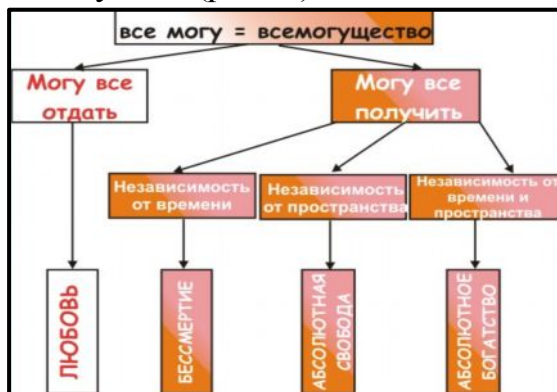 все могу = всемогущество
Могу все
отдать
Могу все
получить
Независимость
от времени
Независимость
от пространства
Независимость от
времени и
пространства
ЛЮБОВЬ
БЕССМЕРТИЕ
АБСОЛЮТНАЯ
СВОБОДА
АБСОЛЮТНОЕ
БОГАТСТВО